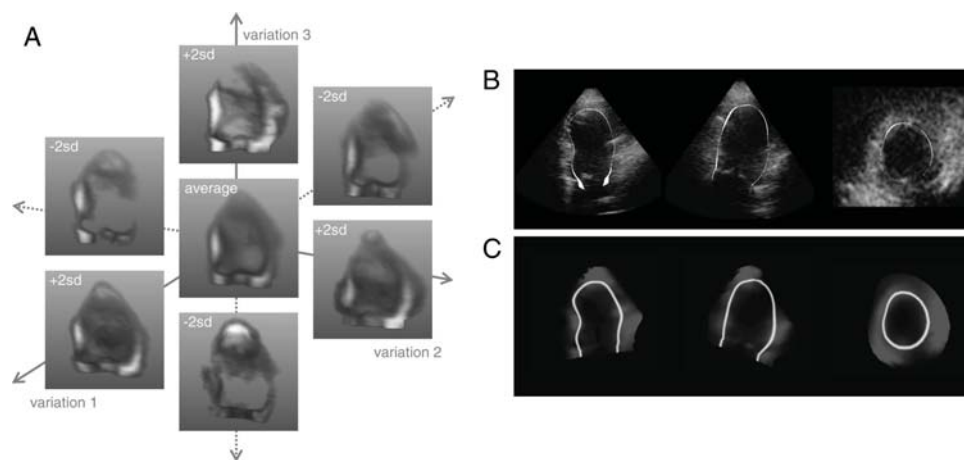 A
variation 3
+2sd
-2sd
-2sd
average
+2sd
+2sd
-2sd
variation 2
variation 1
B
C